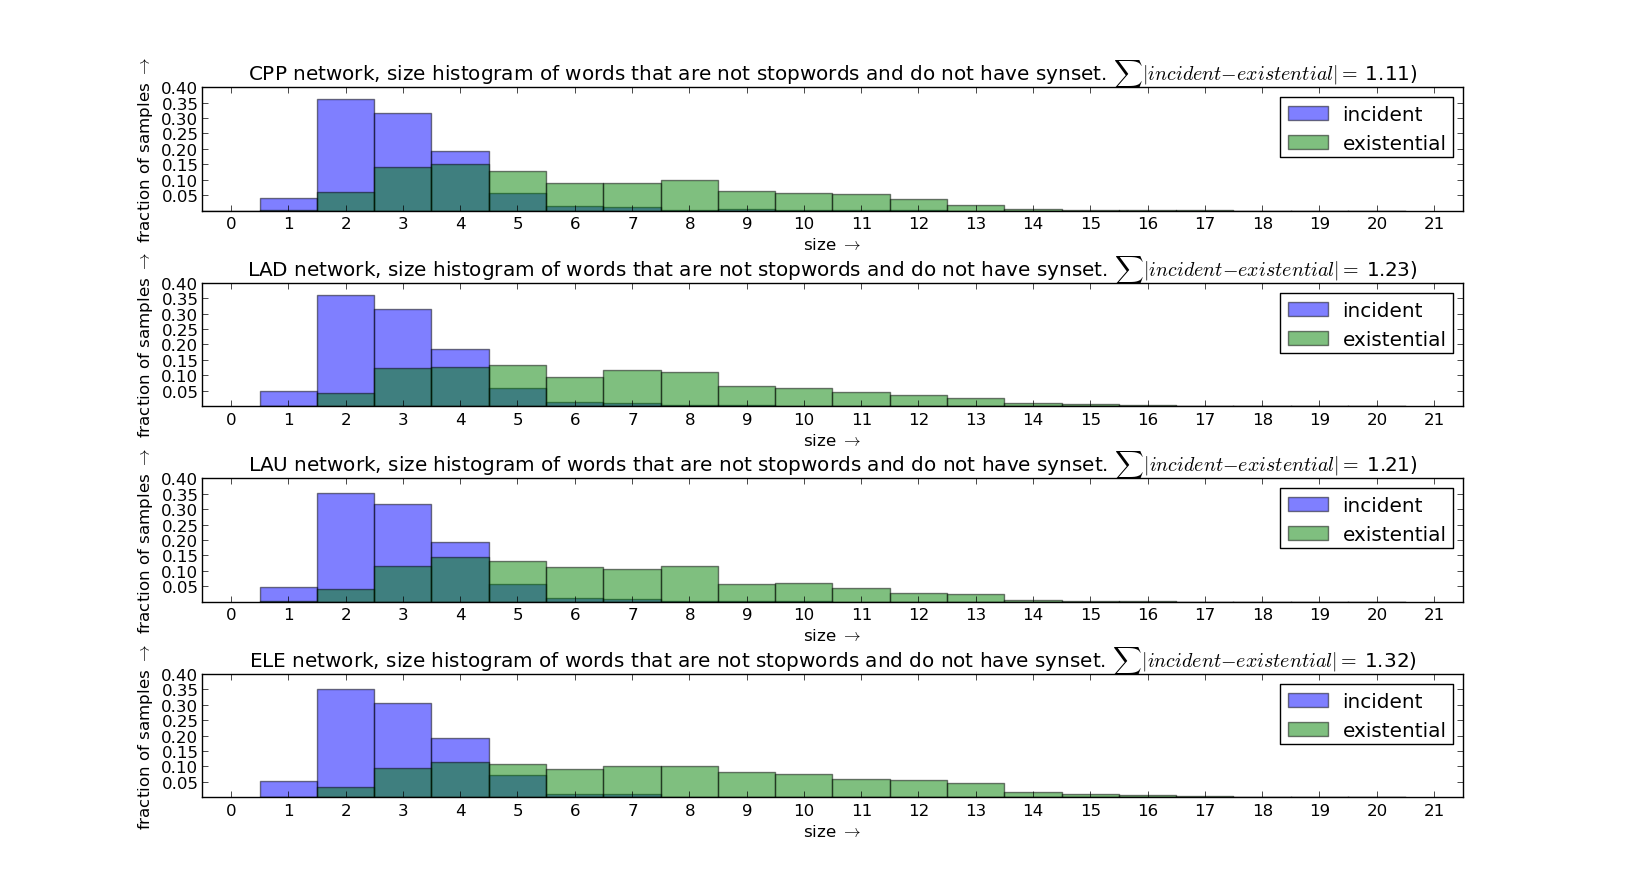 CPP network, size histogram of words that are not stopwords and do not have synset. ∑|incident−existential| = 1.11)
fraction of samples →
0.40
0.35
0.30
0.25
0.20
0.15
0.10
0.05
incident
existential
0 1 2 3 4 5 6 7 8 9 10 11 12 13 14 15 16 17 18 19 20 21
size →
LAD network, size histogram of words that are not stopwords and do not have synset. ∑|incident−existential| = 1.23)
fraction of samples →
0.40
0.35
0.30
0.25
0.20
0.15
0.10
0.05
incident
existential
0 1 2 3 4 5 6 7 8 9 10 11 12 13 14 15 16 17 18 19 20 21
size →
LAU network, size histogram of words that are not stopwords and do not have synset. ∑|incident−existential| = 1.21)
fraction of samples →
0.40
0.35
0.30
0.25
0.20
0.15
0.10
0.05
incident
existential
0 1 2 3 4 5 6 7 8 9 10 11 12 13 14 15 16 17 18 19 20 21
size →
ELE network, size histogram of words that are not stopwords and do not have synset. ∑|incident−existential| = 1.32)
fraction of samples →
0.40
0.35
0.30
0.25
0.20
0.15
0.10
0.05
incident
existential
0 1 2 3 4 5 6 7 8 9 10 11 12 13 14 15 16 17 18 19 20 21
size →